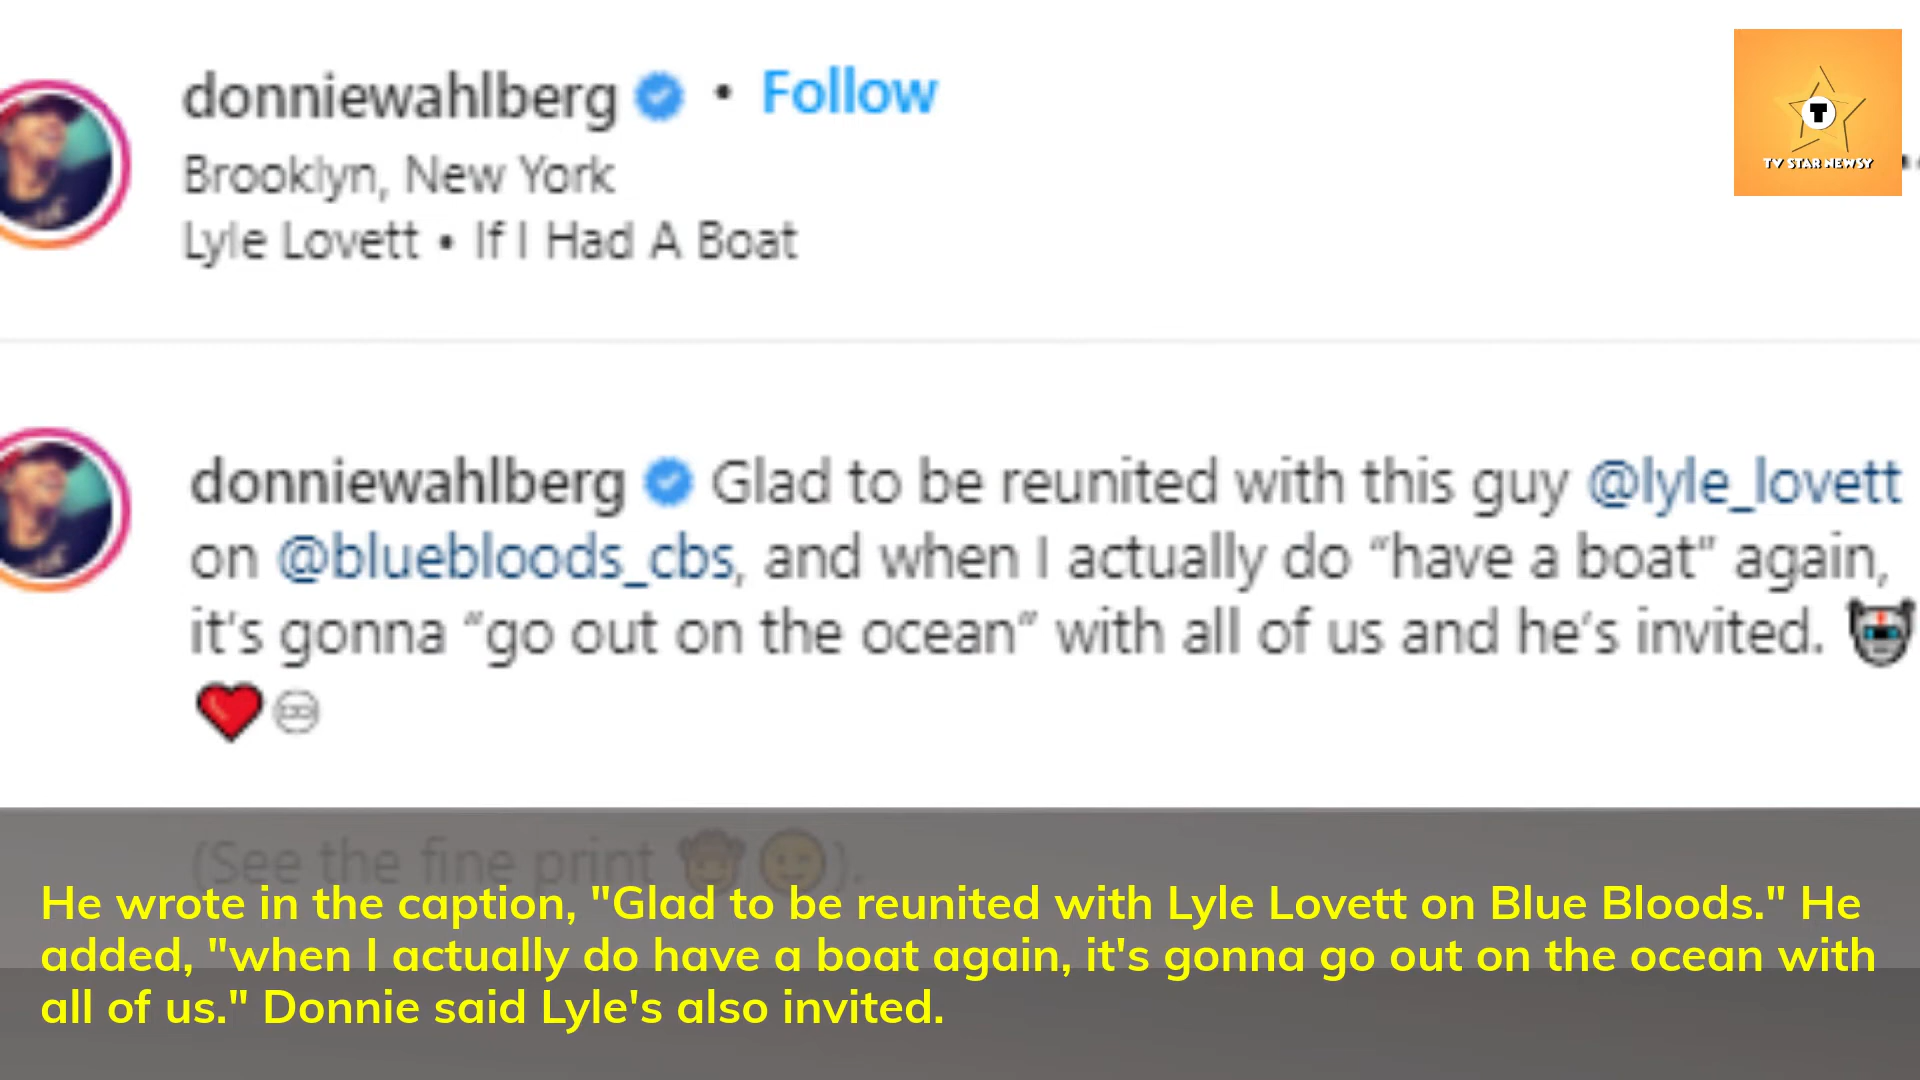 donniewahlberg • Follow
Brooklyn, New York
Lyle Lovett • If I Had A Boat
T
TV STAR NEWSY
donniewahlberg Glad to be reunited with this guy @lyle_lovett
on @bluebloods_cbs, and when I actually do “have a boat” again,
it’s gonna “go out on the ocean” with all of us and he’s invited.
(See the fine print ).
He wrote in the caption, "Glad to be reunited with Lyle Lovett on Blue Bloods." He
added, "when I actually do have a boat again, it's gonna go out on the ocean with
all of us." Donnie said Lyle's also invited.